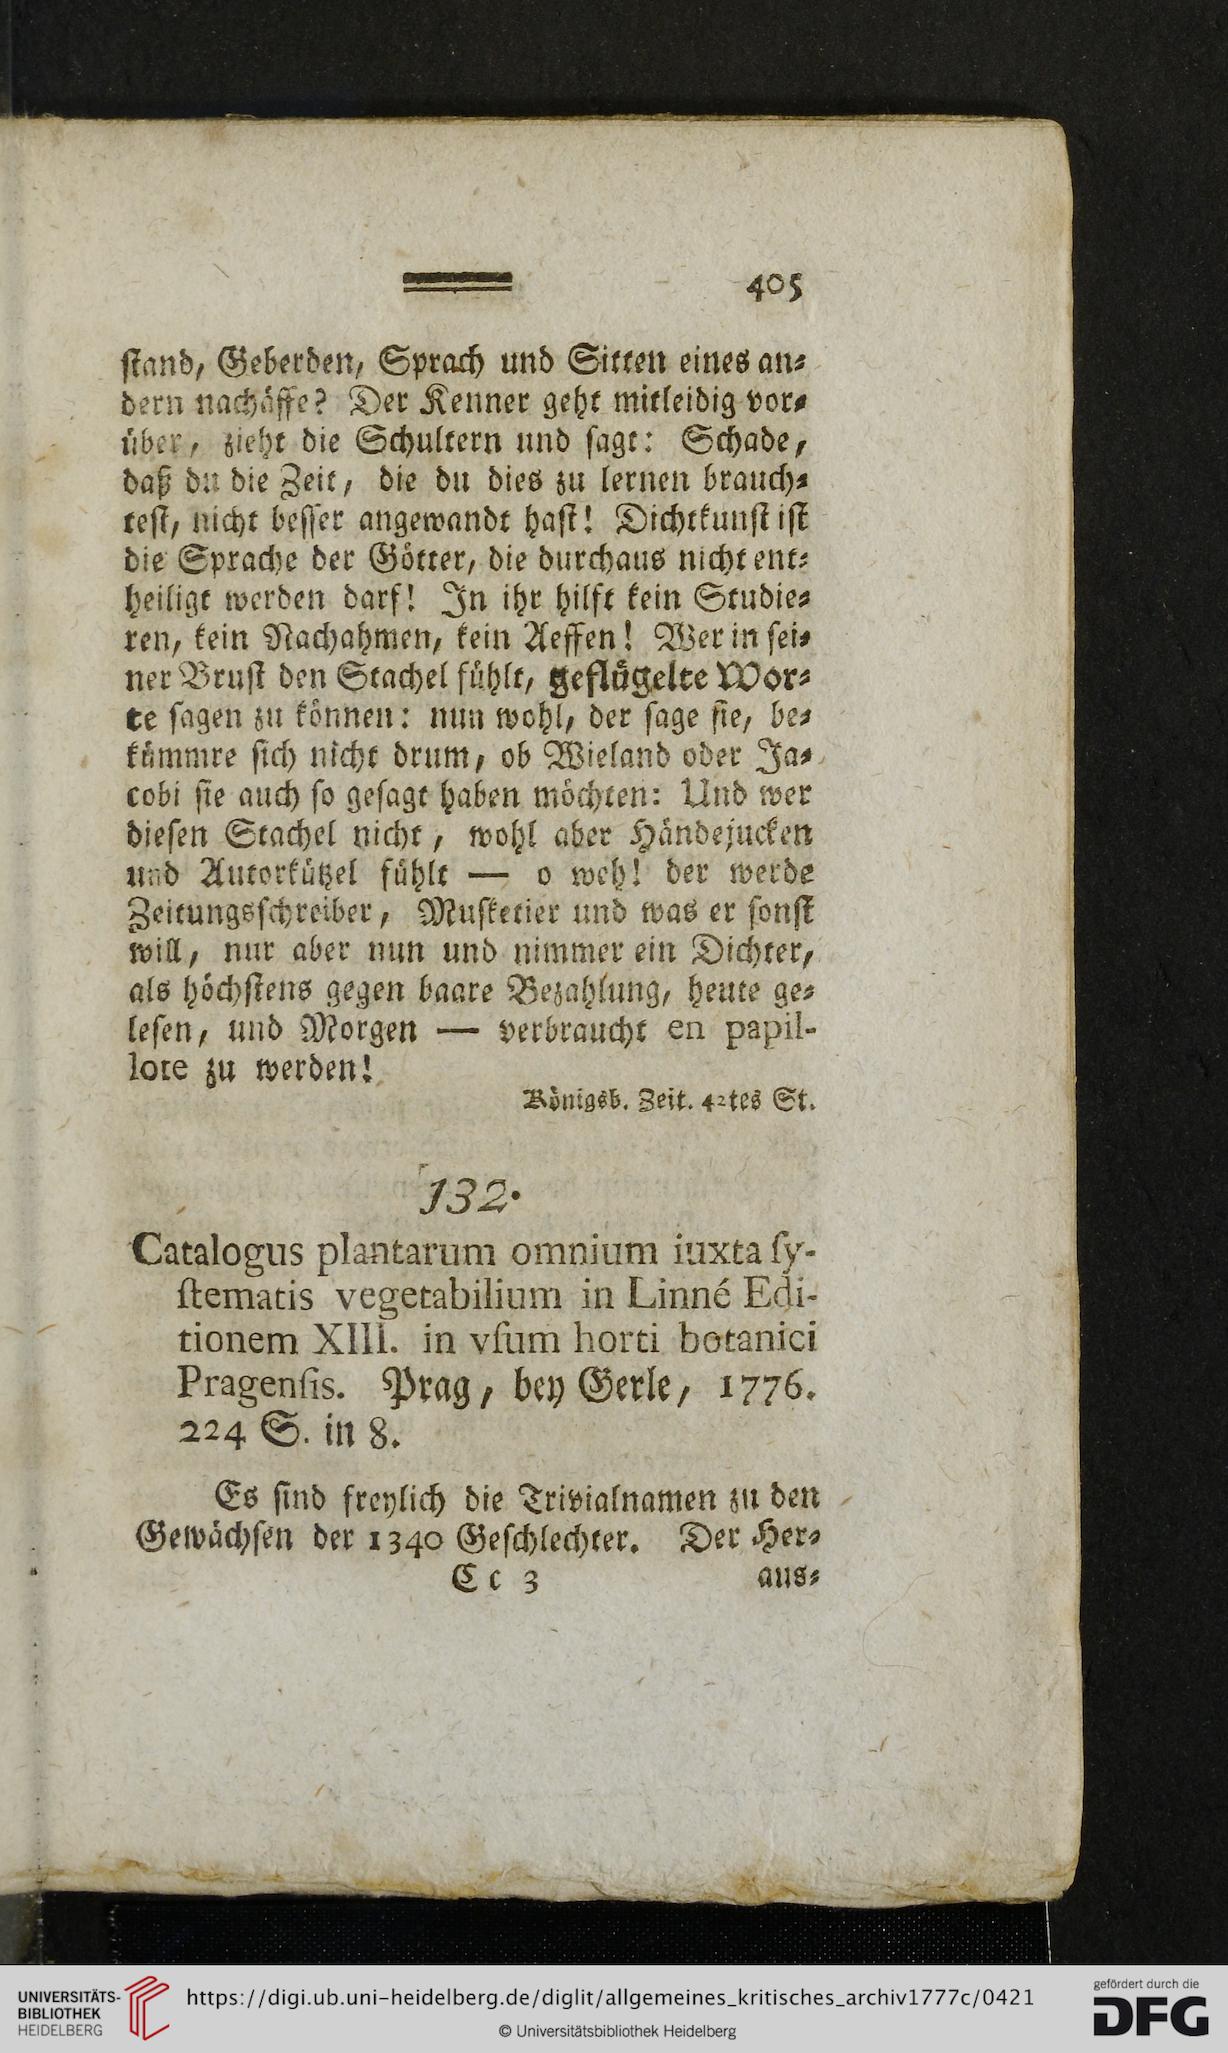 405
ſtand, Geberden, Sprach und Sitten eines an⸗
dern nachäffe? Der Kenner geht mitleidig vor⸗
über, zieht die Schultern und ſagt: Schade,
daß du die Zeit, die du dies zu lernen brauch⸗
teſt, nicht beſſer angewandt haſt! Dichtkunſt iſt
die Sprache der Götter, die durchaus nicht ent⸗
heiligt werden darf! In ihr hilft kein Studie⸗
ren, kein Nachahmen, kein Aeffen! Wer in ſei⸗
ner Bruſt den Stachel fühlt, geflügelte Wor⸗
te ſagen zu können: nun wohl, der ſage ſie, be⸗
kümmre ſich nicht drum, ob Wieland oder Ja⸗
cobi ſie auch ſo geſagt haben möchten: Und wer
dieſen Stachel nicht, wohl aber Händejucken
und Autorkützel fühlt — o weh! der werde
Zeitungsſchreiber, Muſketier und was er ſonſt
will, nur aber nun und nimmer ein Dichter,
als höchſtens gegen baare Bezahlung, heute ge⸗
leſen, und Morgen — verbraucht en papil-
lote zu werden!
Königsb. Zeit. 42tes St.
132.
Catalogus plantarum omnium iuxta ſy-
ſtematis vegetabilium in Linné Edi-
tionem XIII. in vſum horti botanici
Pragenſis. Prag, bey Gerle, 1776.
224 S. in 8.
Es ſind freylich die Trivialnamen zu den
Gewächſen der 1340 Geſchlechter. Der Her⸗
Cc 3 aus⸗
UNIVERSITÄTS-
BIBLIOTHEK
HEIDELBERG
https://digi.ub.uni-heidelberg.de/diglit/allgemeines_kritisches_archiv1777c/0421
© Universitätsbibliothek Heidelberg
gefördert durch die
DFG